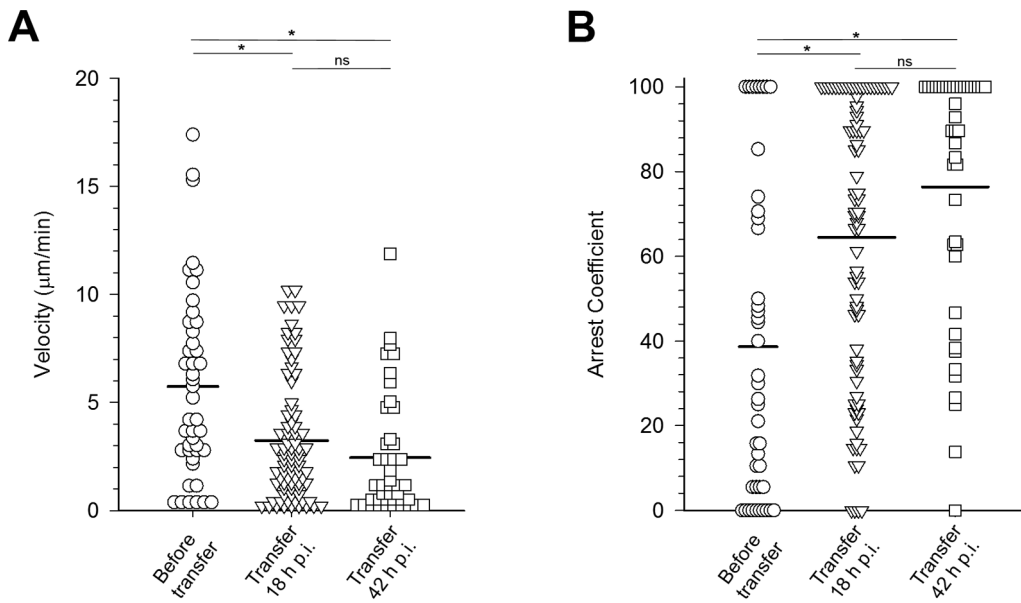 A
*
*
ns
20
15
10
5
0
Velocity (μm/min)
Before
transfer
Transfer
18 h p.i.
Transfer
42 h p.i.
B
*
*
ns
100
80
60
40
20
0
Arrest Coefficient
Before
transfer
Transfer
18 h p.i.
Transfer
42 h p.i.